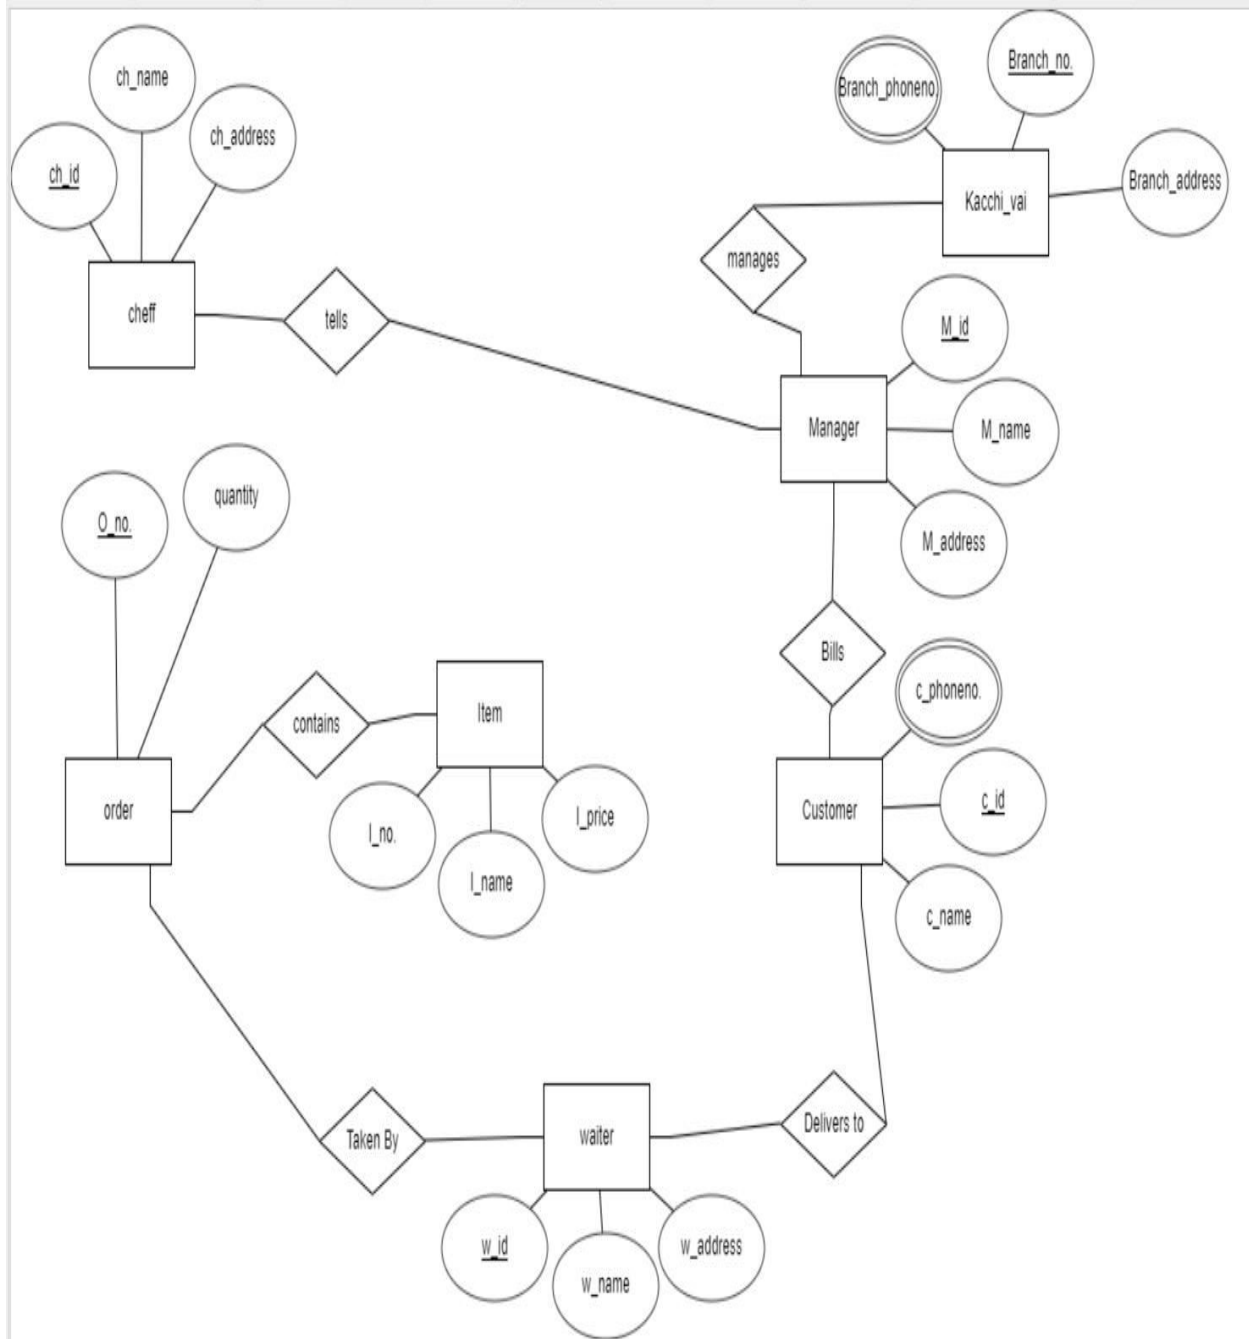 ch_name
ch_address
ch_id
cheff
tells
Branch_phoneno.
Branch_no.
Branch_address
Kacchi_vai
manages
M_id
Manager
M_name
M_address
O_no.
quantity
Bills
contains
Item
c_phoneno.
order
I_no.
I_name
I_price
Customer
c_id
c_name
Taken By
waiter
Delivers to
w_id
w_name
w_address